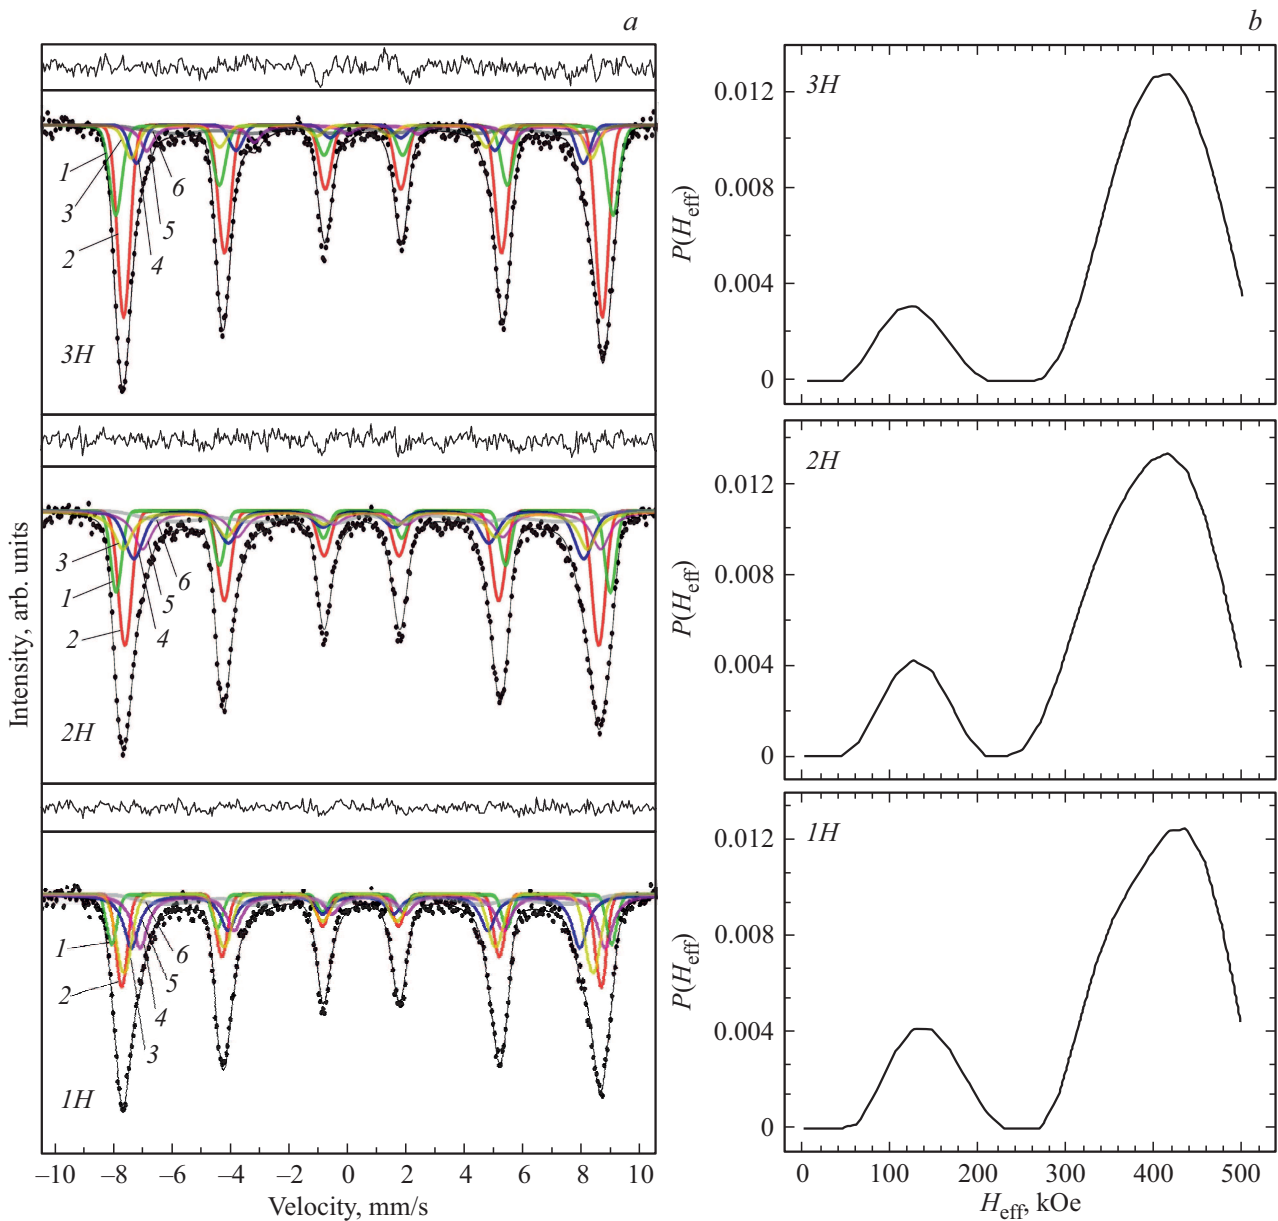 a
b
1
3
2
6
5
4
3H
3
1
2
6
5
4
2H
1
2
6
5
4
3
1H
Intensity, arb. units
–10 –8 –6 –4 –2 0 2 4 6 8 10
Velocity, mm/s
3H
0.012
0.008
0.004
0
P(Heff)
2H
0.012
0.008
0.004
0
P(Heff)
1H
0.012
0.008
0.004
0
P(Heff)
0 100 200 300 400 500
Heff, kOe